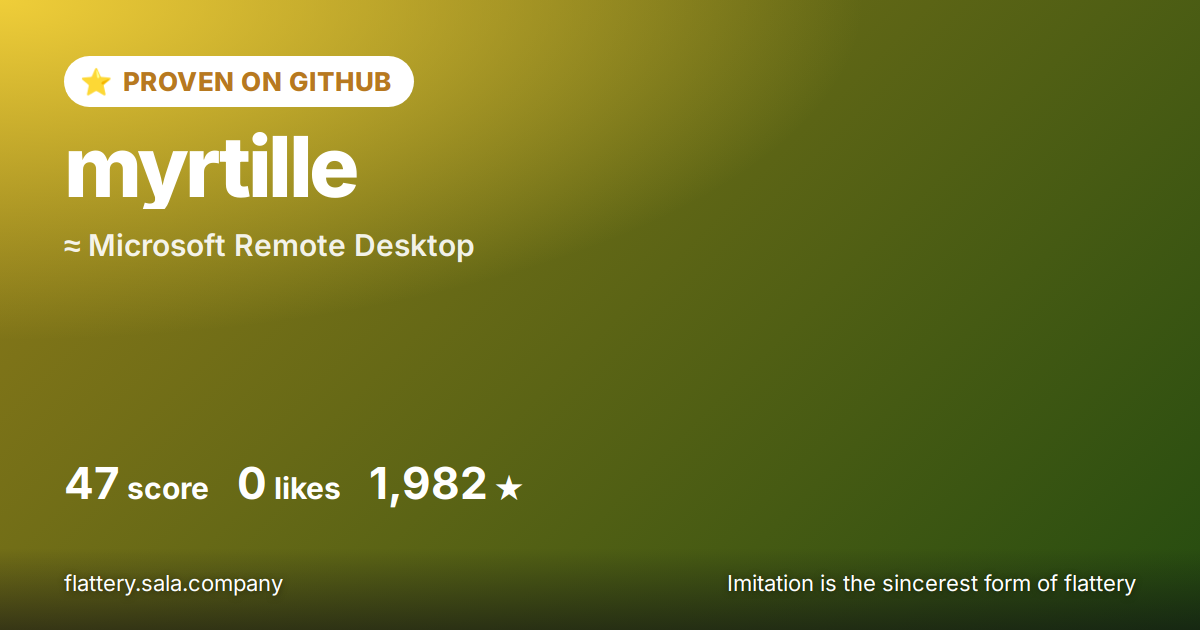 ⭐ PROVEN ON GITHUB
myrtille
≈ Microsoft Remote Desktop
47 score 0 likes 1,982 ★
flattery.sala.company
Imitation is the sincerest form of flattery